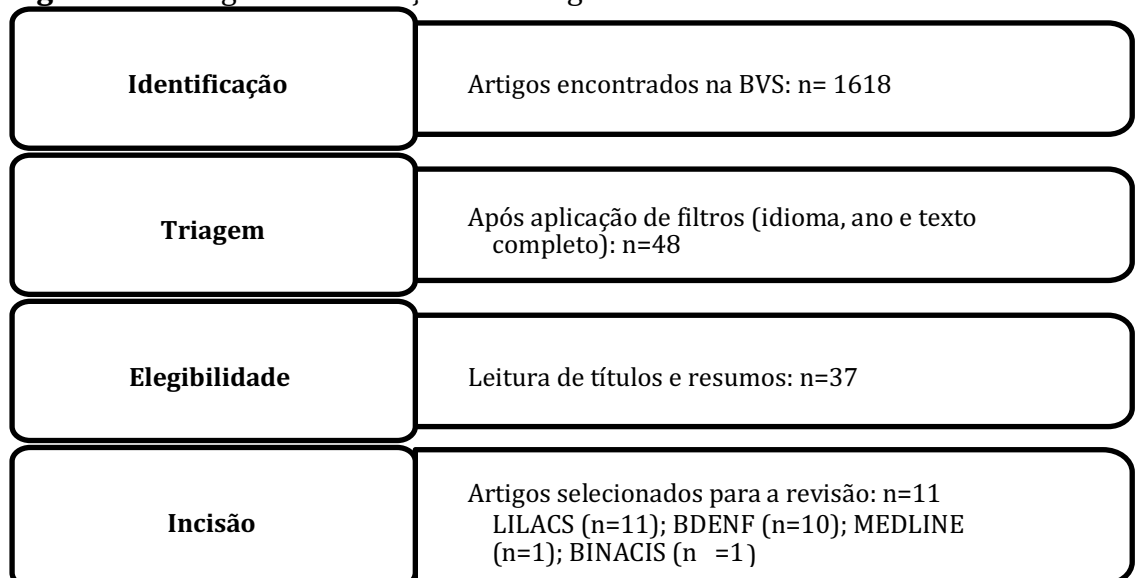 Identificação
Artigos encontrados na BVS: n= 1618
Triagem
Após aplicação de filtros (idioma, ano e texto
completo): n=48
Elegibilidade
Leitura de títulos e resumos: n=37
Incisão
Artigos selecionados para a revisão: n=11
LILACS (n=11); BDENF (n=10); MEDLINE
(n=1); BINACIS (n =1)